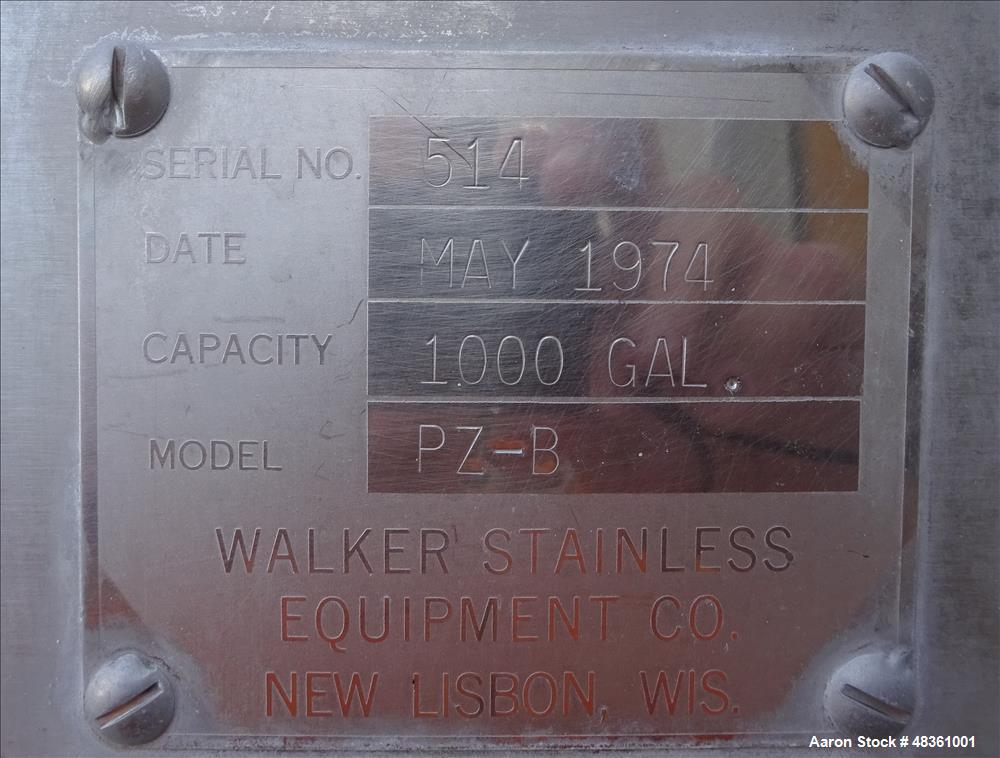 SERIAL NO. 514
DATE MAY 1974
CAPACITY 1000 GAL.
MODEL PZ-B
WALKER STAINLESS
EQUIPMENT CO.
NEW LISBON, WIS.
Aaron Stock # 48361001